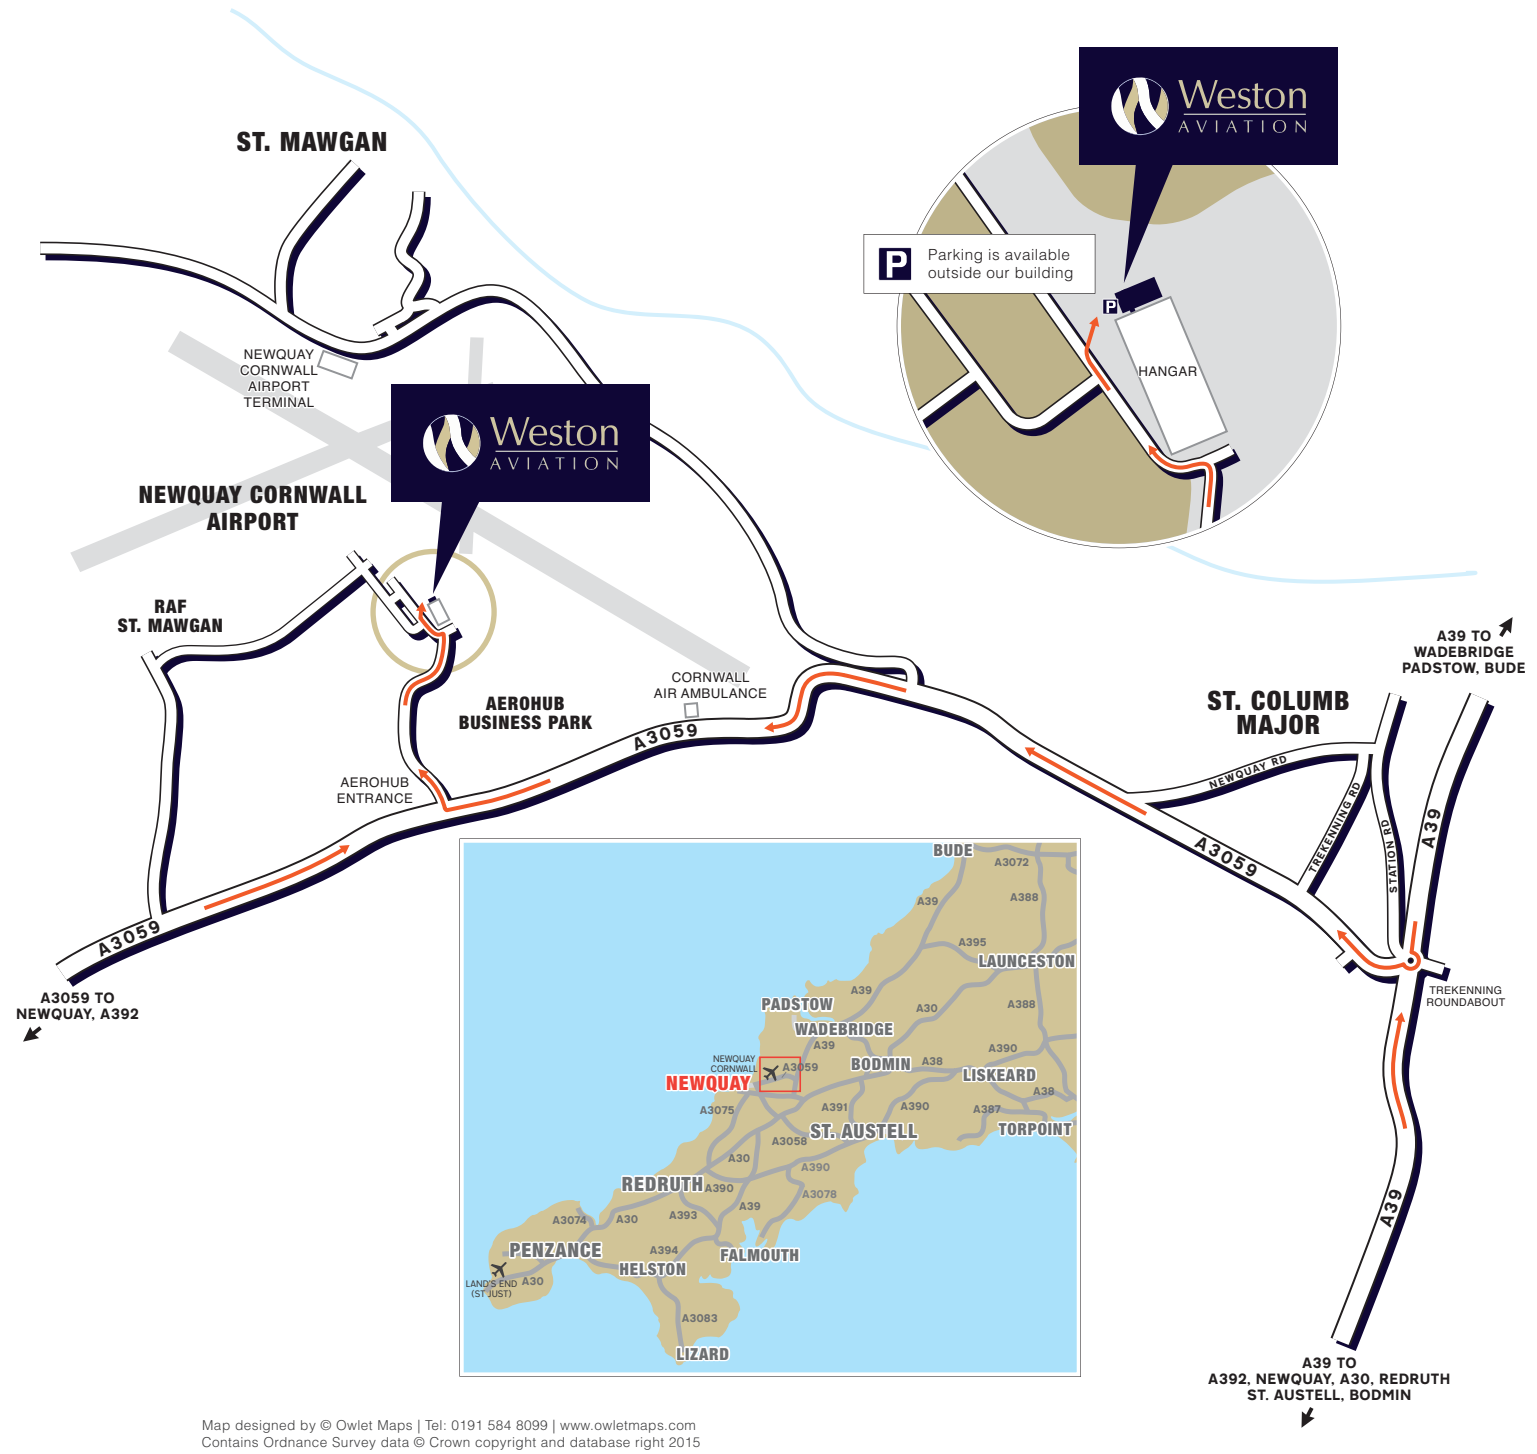 Weston
AVIATION
ST. MAWGAN
Parking is available
outside our building
P
P
HANGAR
NEWQUAY
CORNWALL
AIRPORT
TERMINAL
Weston
AVIATION
NEWQUAY CORNWALL
AIRPORT
RAF
ST. MAWGAN
A39 TO
WADEBRIDGE
PADSTOW, BUDE
CORNWALL
AIR AMBULANCE
ST. COLUMB
MAJOR
AEROHUB
BUSINESS PARK
A3059
NEWQUAY RD
AEROHUB
ENTRANCE
TREKENNING RD
STATION RD
A39
A3059
A3059
TREKENNING
ROUNDABOUT
A3059 TO
NEWQUAY, A392
BUDE
A3072
A39
A388
A395
LAUNCESTON
A39
PADSTOW
A30
A388
WADEBRIDGE
A39
NEWQUAY
CORNWALL
A3059
BODMIN
A38
A390
NEWQUAY
LISKEARD
A38
A3075
A391
A390
A387
A3058
ST. AUSTELL
TORPOINT
A30
A390
REDRUTH
A390
A3078
A39
A3074
A30
A393
PENZANCE
A394
FALMOUTH
HELSTON
LAND'S END
(ST JUST)
A30
A3083
LIZARD
A39
A39 TO
A392, NEWQUAY, A30, REDRUTH
ST. AUSTELL, BODMIN
Map designed by © Owlet Maps | Tel: 0191 584 8099 | www.owletmaps.com
Contains Ordnance Survey data © Crown copyright and database right 2015